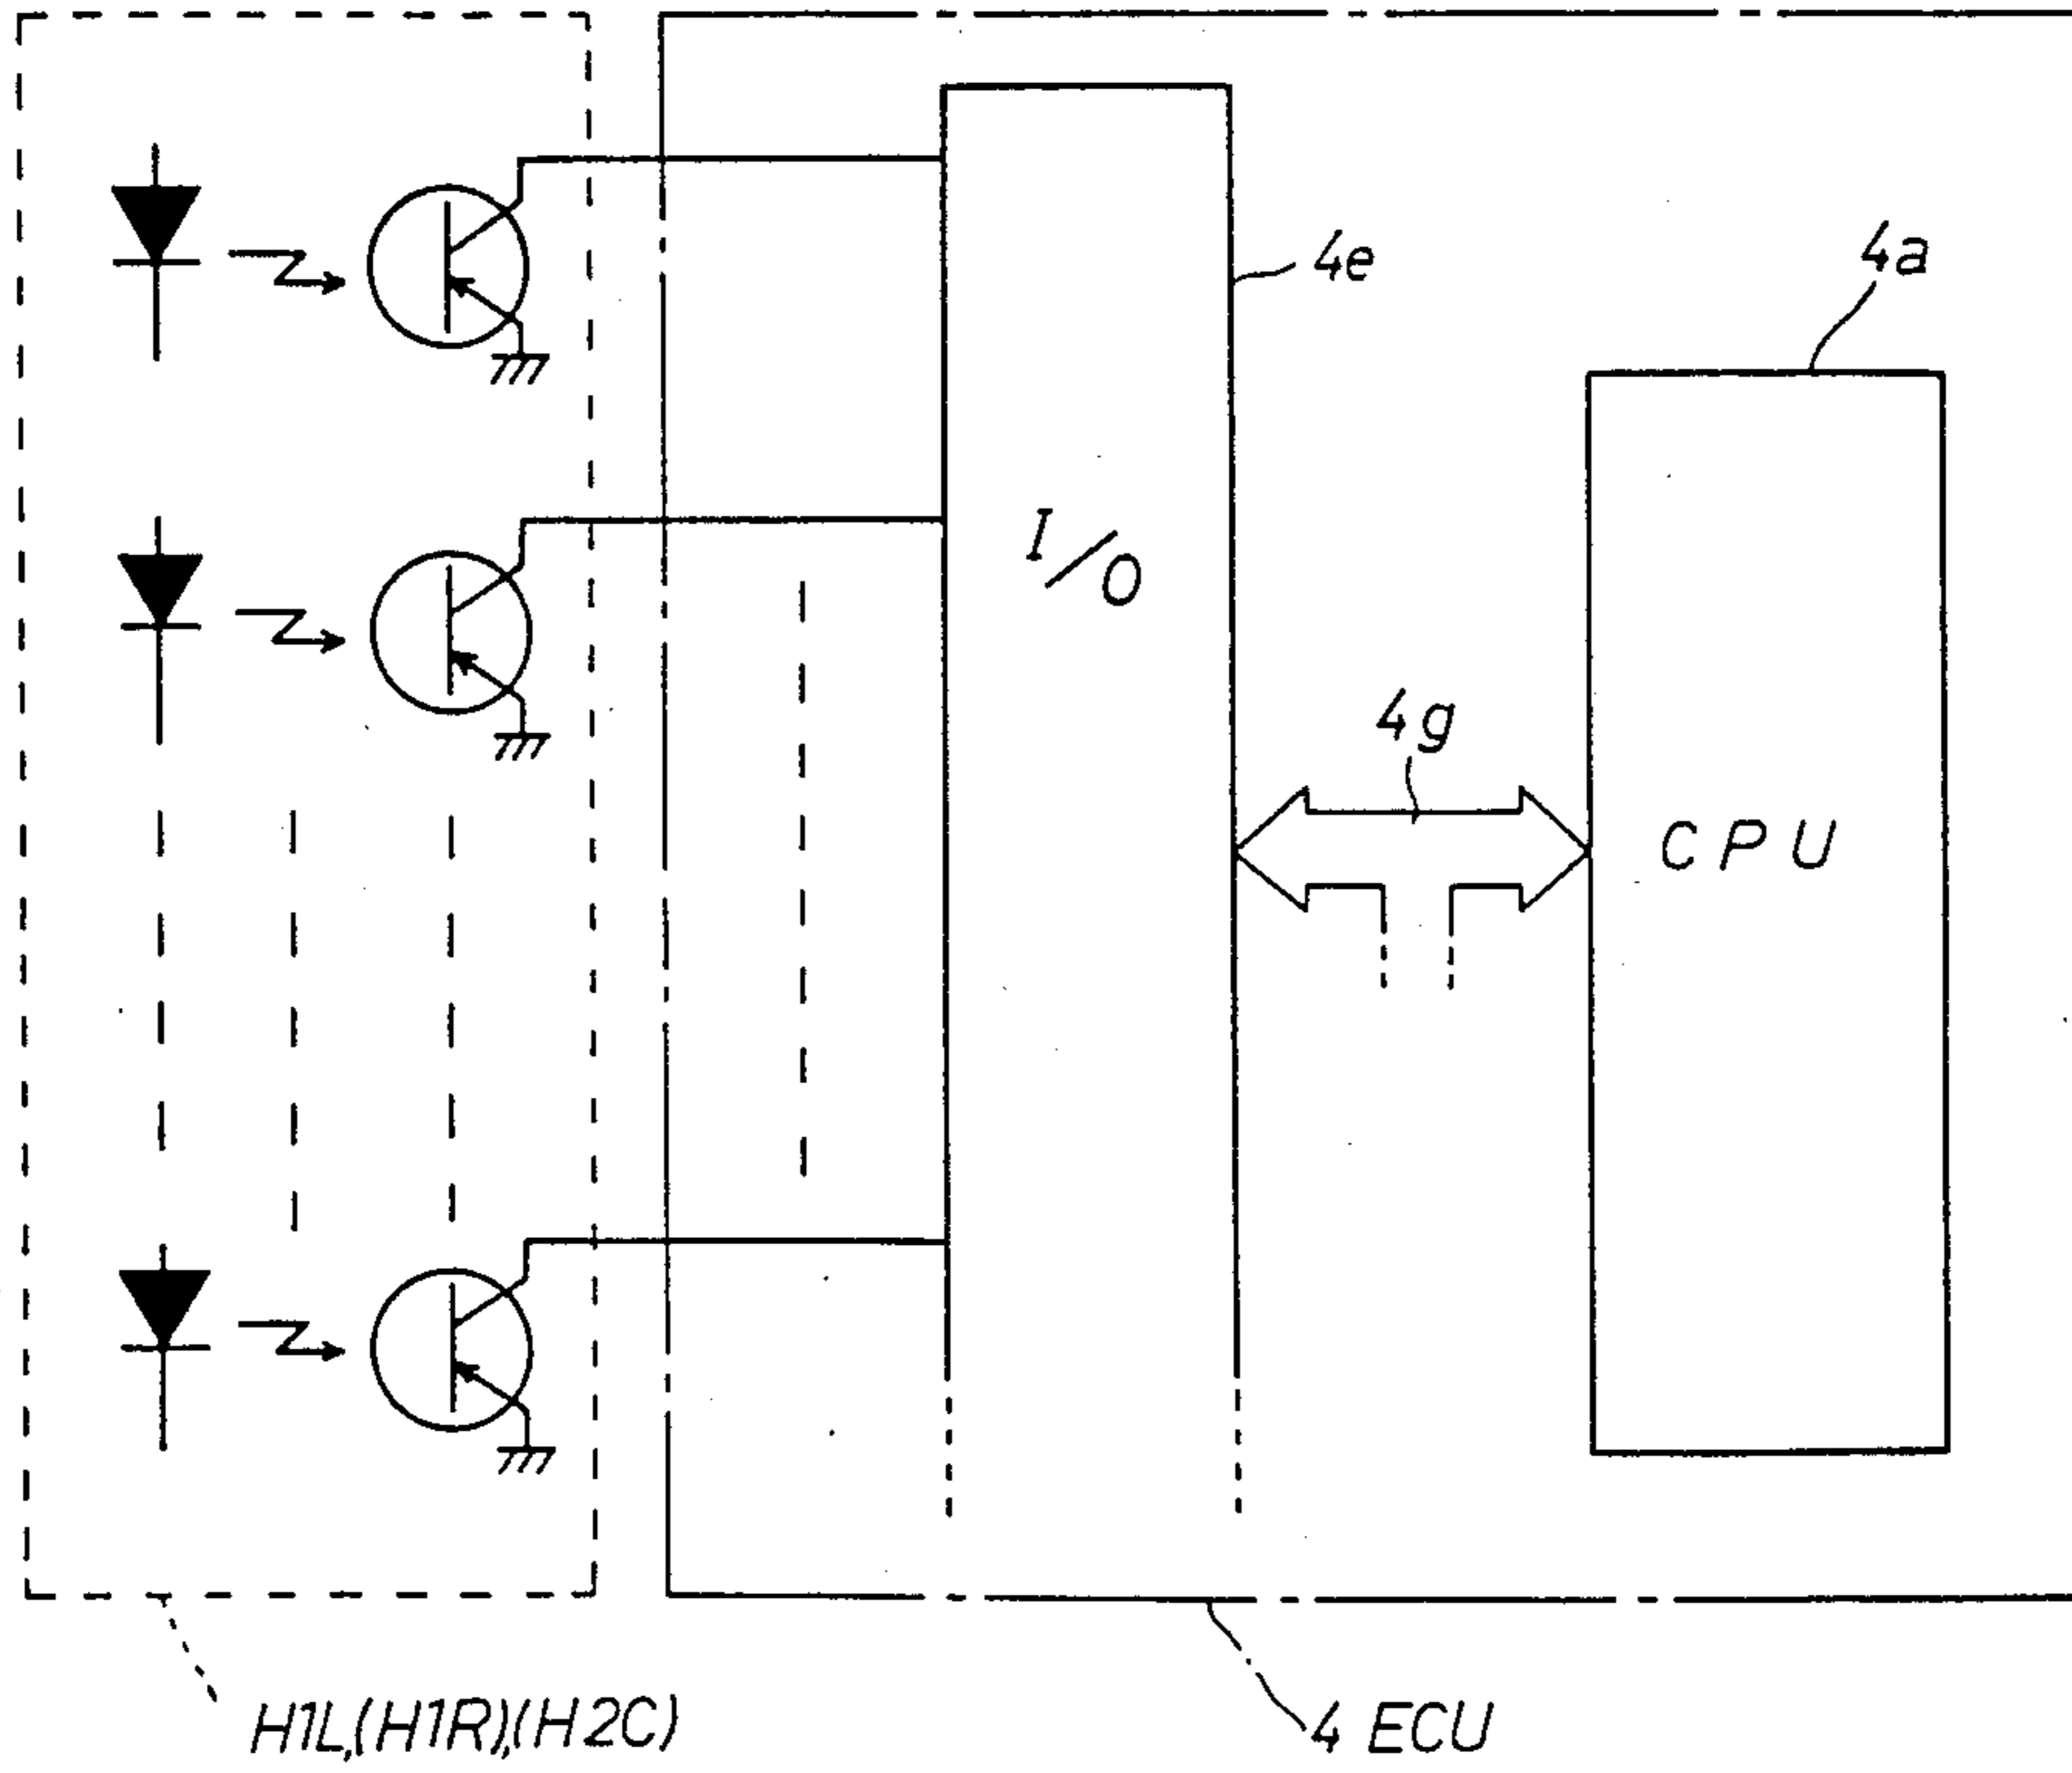 4e
4a
I/O
4g
CPU
H1L,(H1R),(H2C)
4 ECU